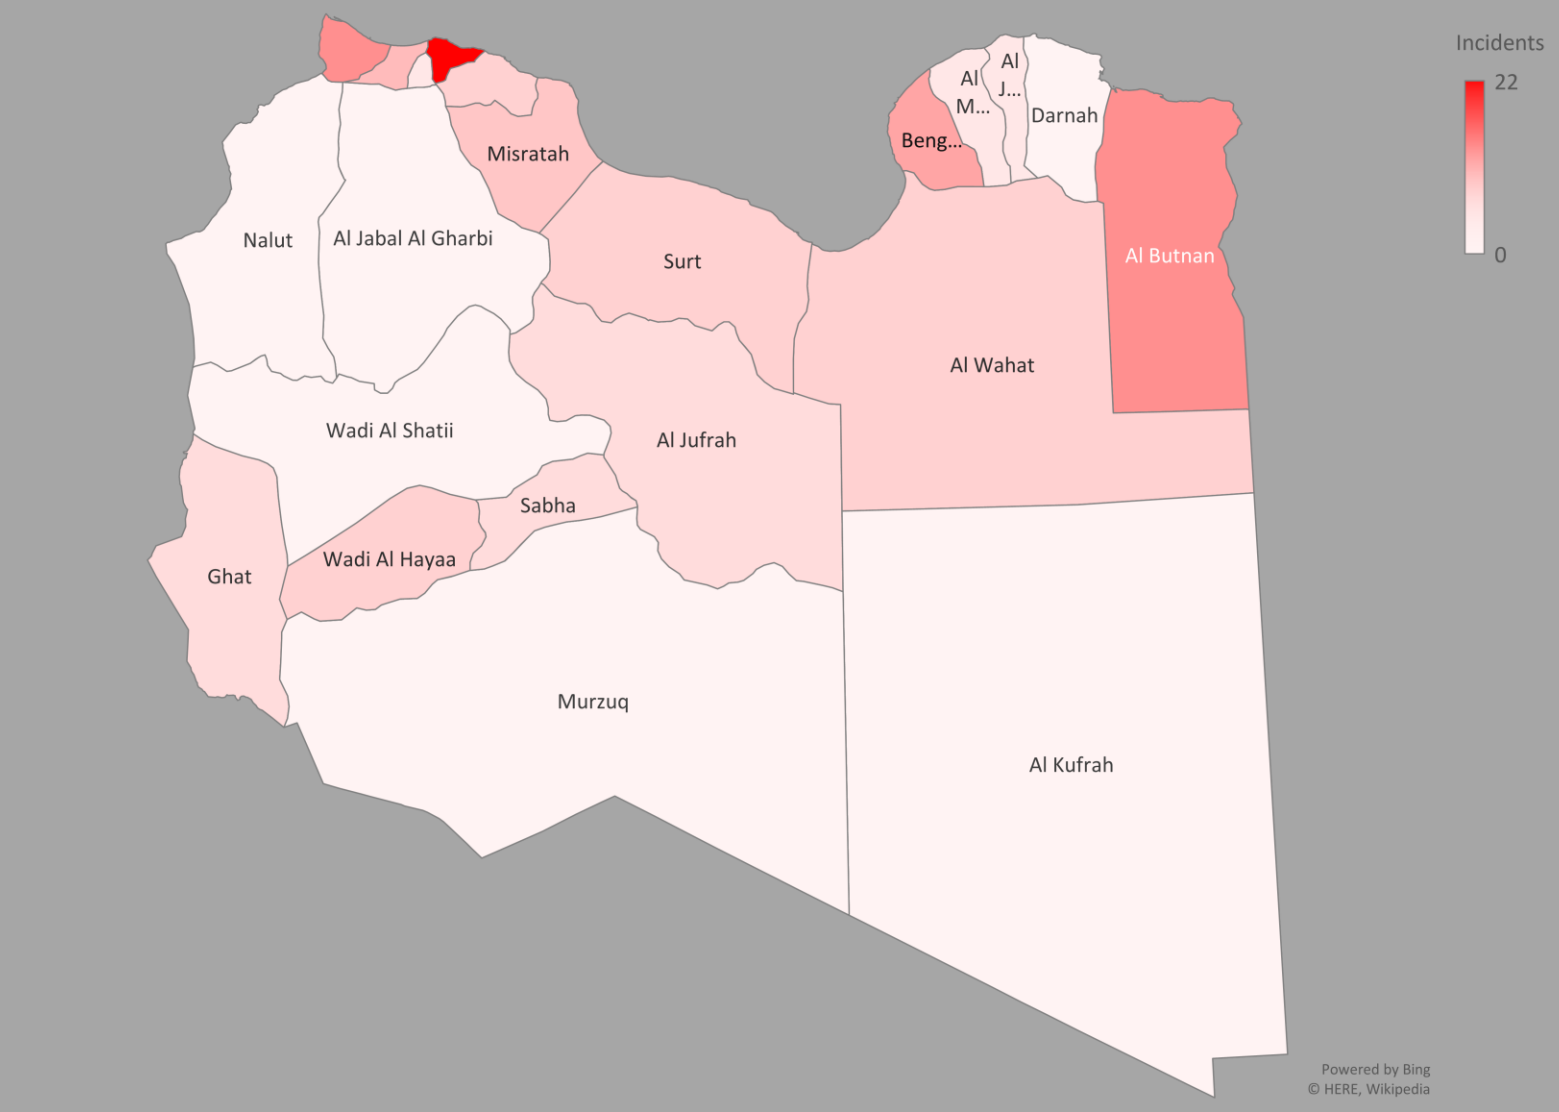 Incidents
22
0
Al
M...
Al
J...
Darnah
Beng...
Misratah
Nalut
Al Jabal Al Gharbi
Surt
Al Butnan
Al Wahat
Wadi Al Shatii
Al Jufrah
Sabha
Wadi Al Hayaa
Ghat
Murzuq
Al Kufrah
Powered by Bing
© HERE, Wikipedia